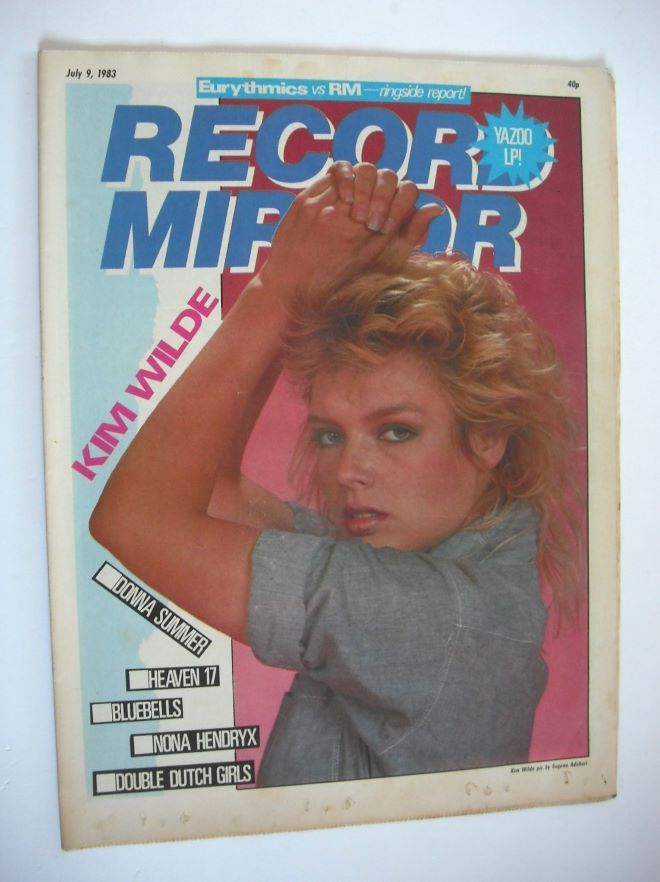 July 9, 1983
40p
Eurythmics vs RM — ringside report!
RECORD
MIRROR
YAZOO
LP!
KIM WILDE
DONNA SUMMER
HEAVEN 17
BLUEBELLS
NONA HENDRYX
DOUBLE DUTCH GIRLS
Kim Wilde pic by Eugene Adebari